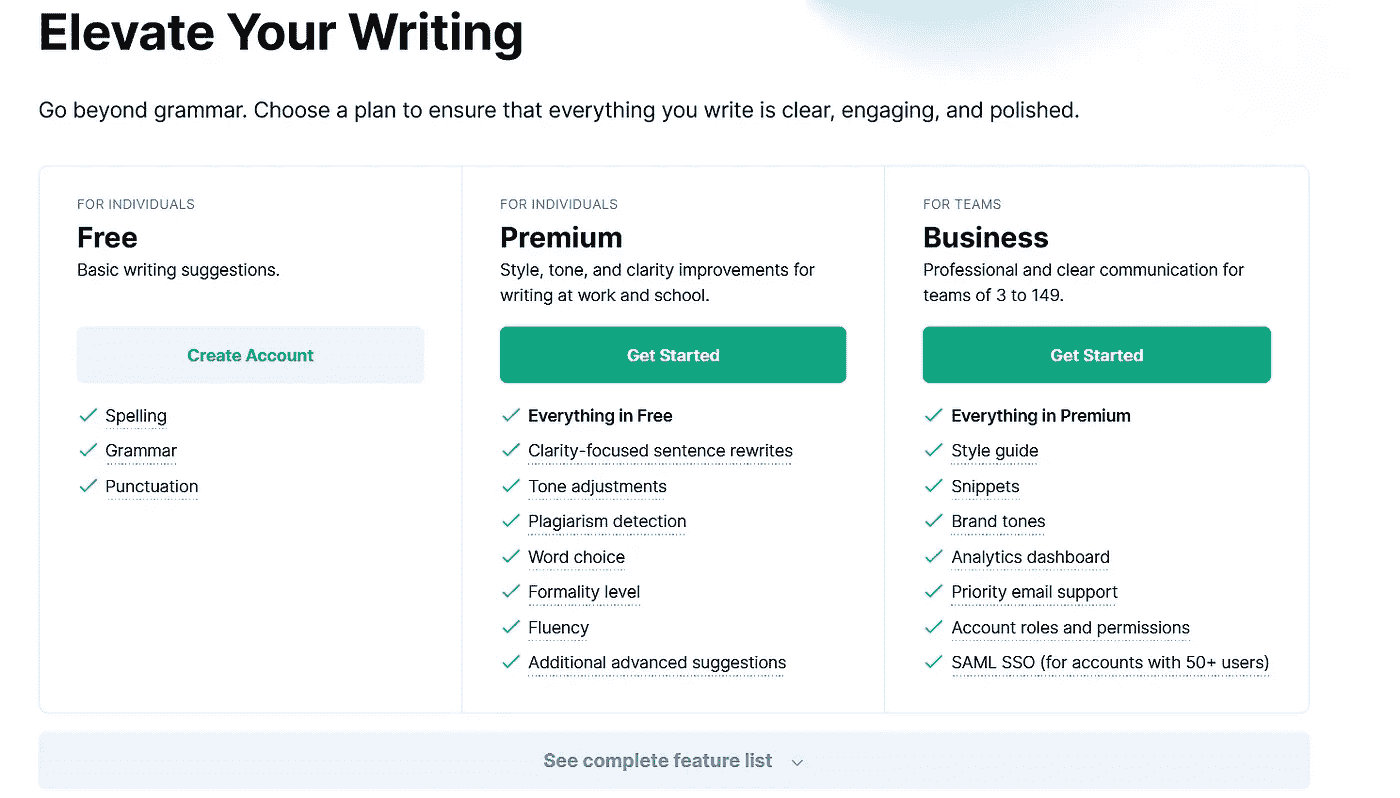 Elevate Your Writing
Go beyond grammar. Choose a plan to ensure that everything you write is clear, engaging, and polished.
FOR INDIVIDUALS
Free
Basic writing suggestions.
Create Account
Spelling
Grammar
Punctuation
FOR INDIVIDUALS
Premium
Style, tone, and clarity improvements for
writing at work and school.
Get Started
Everything in Free
Clarity-focused sentence rewrites
Tone adjustments
Plagiarism detection
Word choice
Formality level
Fluency
Additional advanced suggestions
FOR TEAMS
Business
Professional and clear communication for
teams of 3 to 149.
Get Started
Everything in Premium
Style guide
Snippets
Brand tones
Analytics dashboard
Priority email support
Account roles and permissions
SAML SSO (for accounts with 50+ users)
See complete feature list